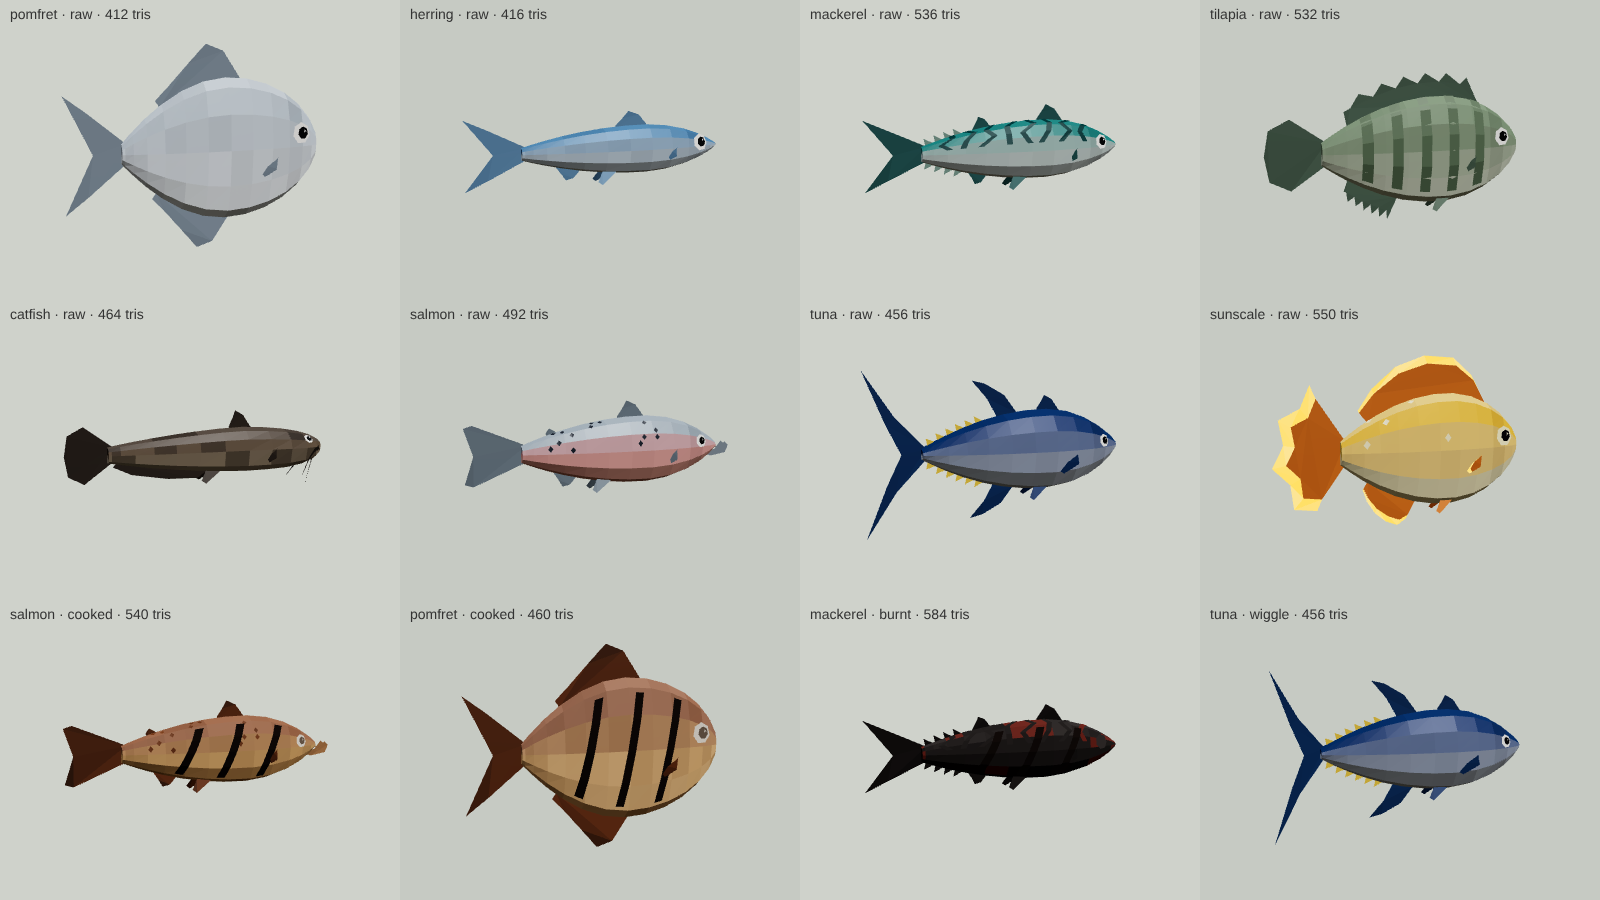 pomfret · raw · 412 tris
herring · raw · 416 tris
mackerel · raw · 536 tris
tilapia · raw · 532 tris
catfish · raw · 464 tris
salmon · raw · 492 tris
tuna · raw · 456 tris
sunscale · raw · 550 tris
salmon · cooked · 540 tris
pomfret · cooked · 460 tris
mackerel · burnt · 584 tris
tuna · wiggle · 456 tris